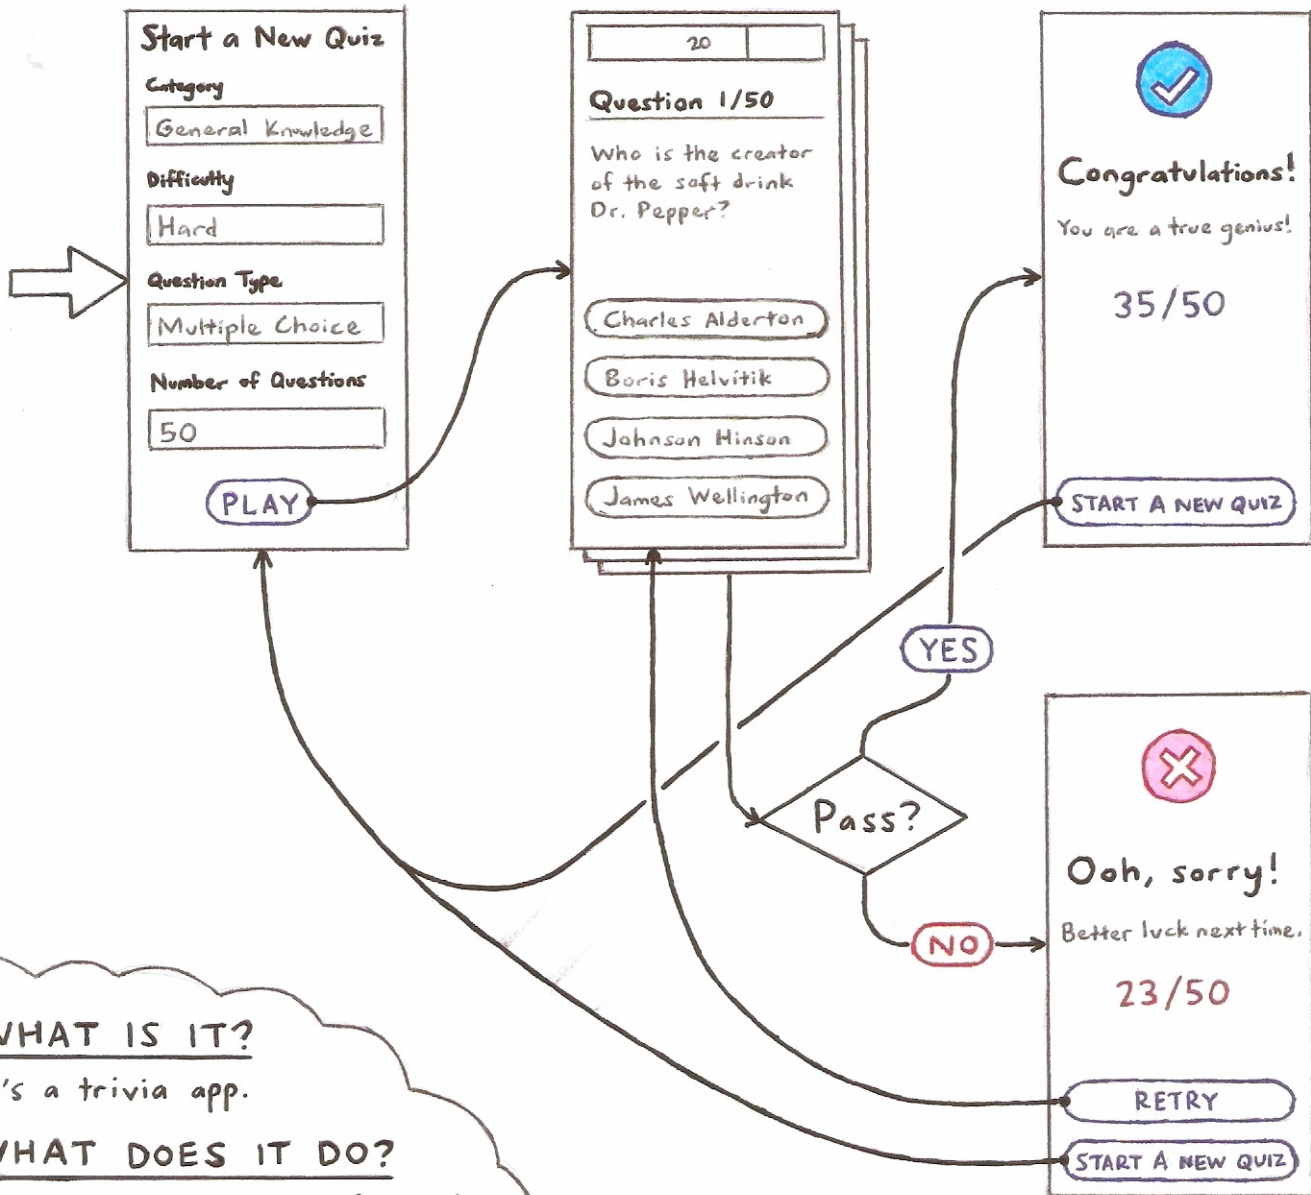 Start a New Quiz
Category
General Knowledge
Difficulty
Hard
Question Type
Multiple Choice
Number of Questions
50
PLAY
20
Question 1/50
Who is the creator
of the soft drink
Dr. Pepper?
Charles Alderton
Boris Helvitik
Johnson Hinson
James Wellington
Congratulations!
You are a true genius!
35/50
START A NEW QUIZ
YES
Pass?
NO
Ooh, sorry!
Better luck next time.
23/50
RETRY
START A NEW QUIZ
WHAT IS IT?
's a trivia app.
WHAT DOES IT DO?